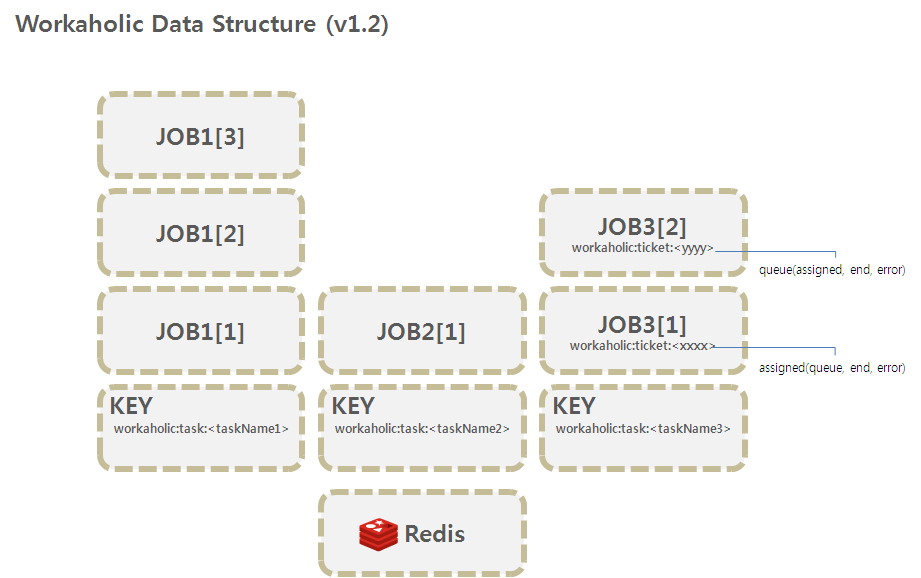 Workaholic Data Structure (v1.2)
JOB1[3]
JOB1[2]
JOB3[2]
workaholic:ticket:<yyyy>
queue(assigned, end, error)
JOB1[1]
JOB2[1]
JOB3[1]
workaholic:ticket:<xxxx>
assigned(queue, end, error)
KEY
workaholic:task:<taskName1>
KEY
workaholic:task:<taskName2>
KEY
workaholic:task:<taskName3>
Redis